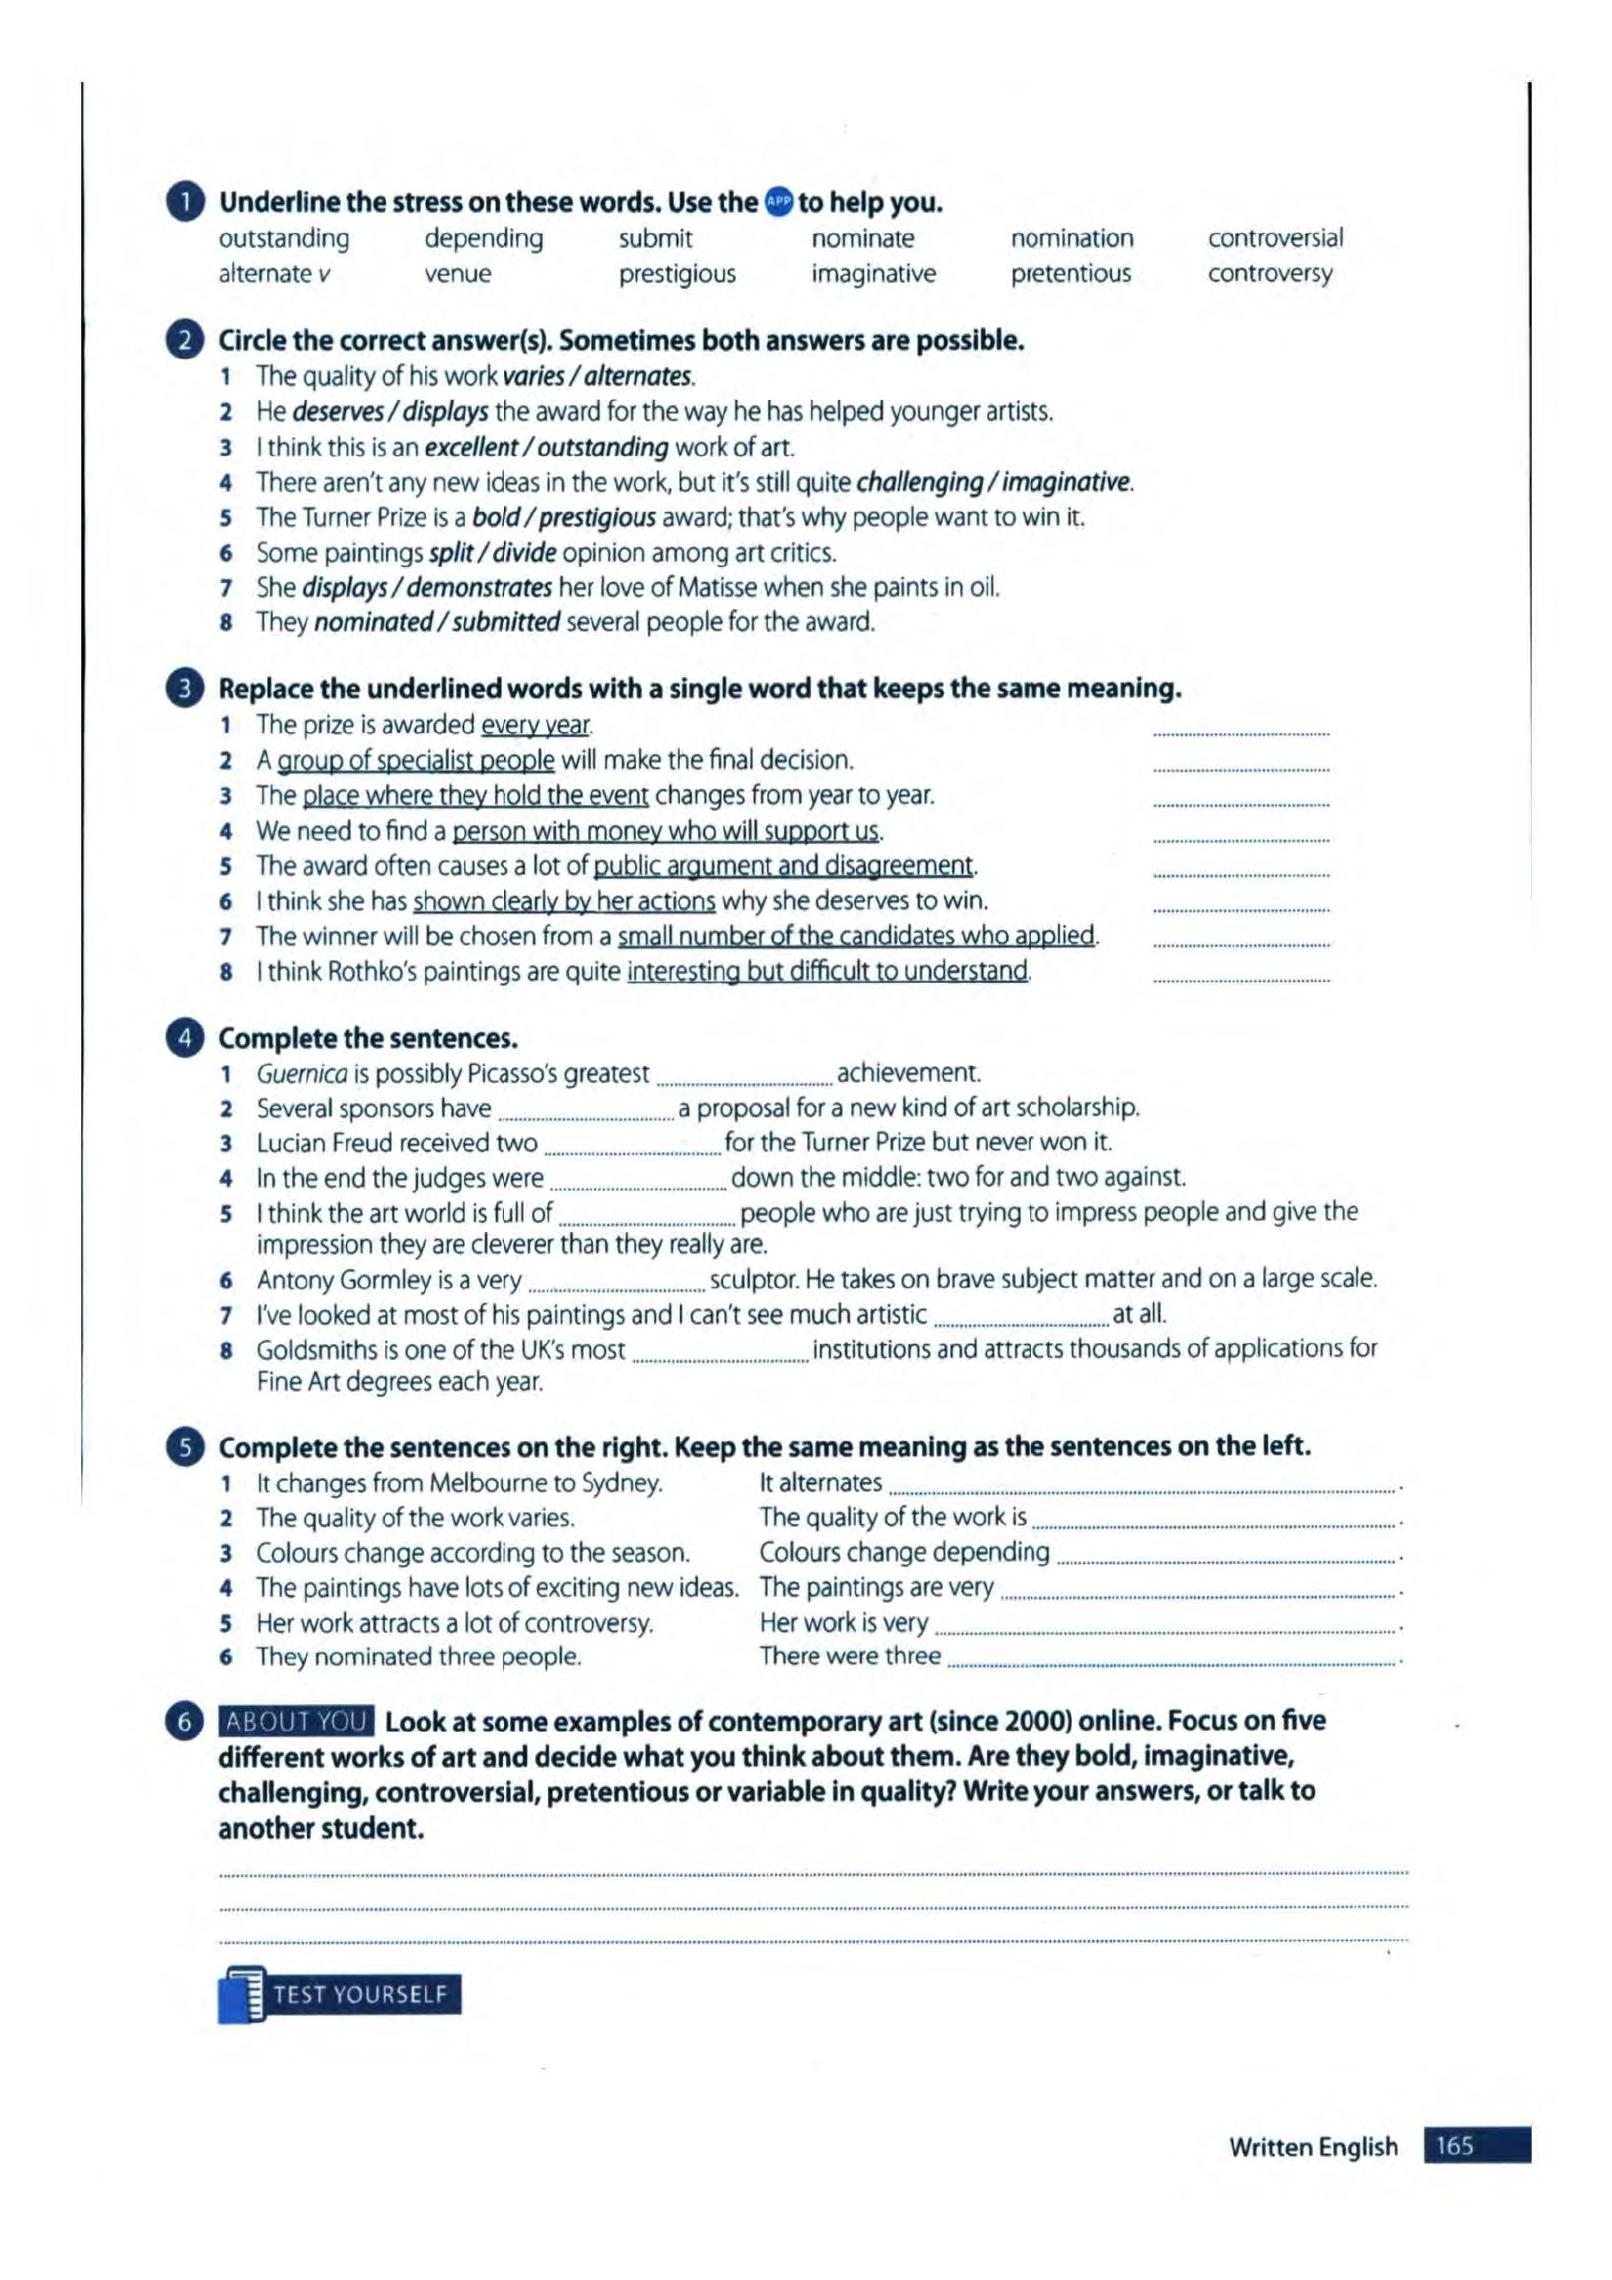 1 Underline the stress on these words. Use the APP to help you.
outstanding depending submit nominate nomination controversial
alternate v venue prestigious imaginative pretentious controversy
2 Circle the correct answer(s). Sometimes both answers are possible.
1 The quality of his work varies / alternates.
2 He deserves / displays the award for the way he has helped younger artists.
3 I think this is an excellent / outstanding work of art.
4 There aren't any new ideas in the work, but it's still quite challenging / imaginative.
5 The Turner Prize is a bold / prestigious award; that's why people want to win it.
6 Some paintings split / divide opinion among art critics.
7 She displays / demonstrates her love of Matisse when she paints in oil.
8 They nominated / submitted several people for the award.
3 Replace the underlined words with a single word that keeps the same meaning.
1 The prize is awarded every year.
2 A group of specialist people will make the final decision.
3 The place where they hold the event changes from year to year.
4 We need to find a person with money who will support us.
5 The award often causes a lot of public argument and disagreement.
6 I think she has shown clearly by her actions why she deserves to win.
7 The winner will be chosen from a small number of the candidates who applied.
8 I think Rothko's paintings are quite interesting but difficult to understand.
4 Complete the sentences.
1 Guernica is possibly Picasso's greatest ........ achievement.
2 Several sponsors have ........ a proposal for a new kind of art scholarship.
3 Lucian Freud received two ........ for the Turner Prize but never won it.
4 In the end the judges were ........ down the middle: two for and two against.
5 I think the art world is full of ........ people who are just trying to impress people and give the
impression they are cleverer than they really are.
6 Antony Gormley is a very ........ sculptor. He takes on brave subject matter and on a large scale.
7 I've looked at most of his paintings and I can't see much artistic ........ at all.
8 Goldsmiths is one of the UK's most ........ institutions and attracts thousands of applications for
Fine Art degrees each year.
5 Complete the sentences on the right. Keep the same meaning as the sentences on the left.
1 It changes from Melbourne to Sydney. It alternates ........ .
2 The quality of the work varies. The quality of the work is ........ .
3 Colours change according to the season. Colours change depending ........ .
4 The paintings have lots of exciting new ideas. The paintings are very ........ .
5 Her work attracts a lot of controversy. Her work is very ........ .
6 They nominated three people. There were three ........ .
6 ABOUT YOU Look at some examples of contemporary art (since 2000) online. Focus on five
different works of art and decide what you think about them. Are they bold, imaginative,
challenging, controversial, pretentious or variable in quality? Write your answers, or talk to
another student.
TEST YOURSELF
Written English 165